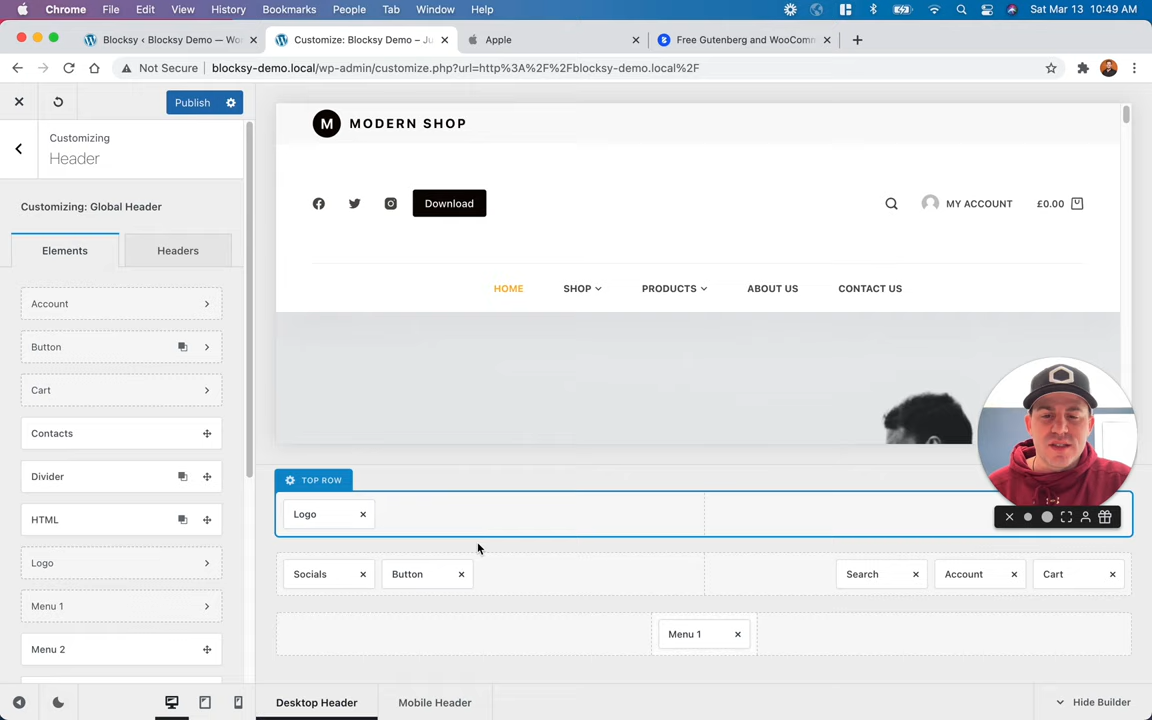 Chrome File Edit View History Bookmarks People Tab Window Help Sat Mar 13 10:49 AM
Blocksy ‹ Blocksy Demo — Wor Customize: Blocksy Demo – Ju Apple Free Gutenberg and WooComm
Not Secure blocksy-demo.local/wp-admin/customize.php?url=http%3A%2F%2Fblocksy-demo.local%2F
Publish
Customizing
Header
Customizing: Global Header
Elements Headers
Account
Button
Cart
Contacts
Divider
HTML
Logo
Menu 1
Menu 2
M MODERN SHOP
Download MY ACCOUNT £0.00
HOME SHOP PRODUCTS ABOUT US CONTACT US
TOP ROW
Logo
Socials Button Search Account Cart
Menu 1
Desktop Header Mobile Header Hide Builder